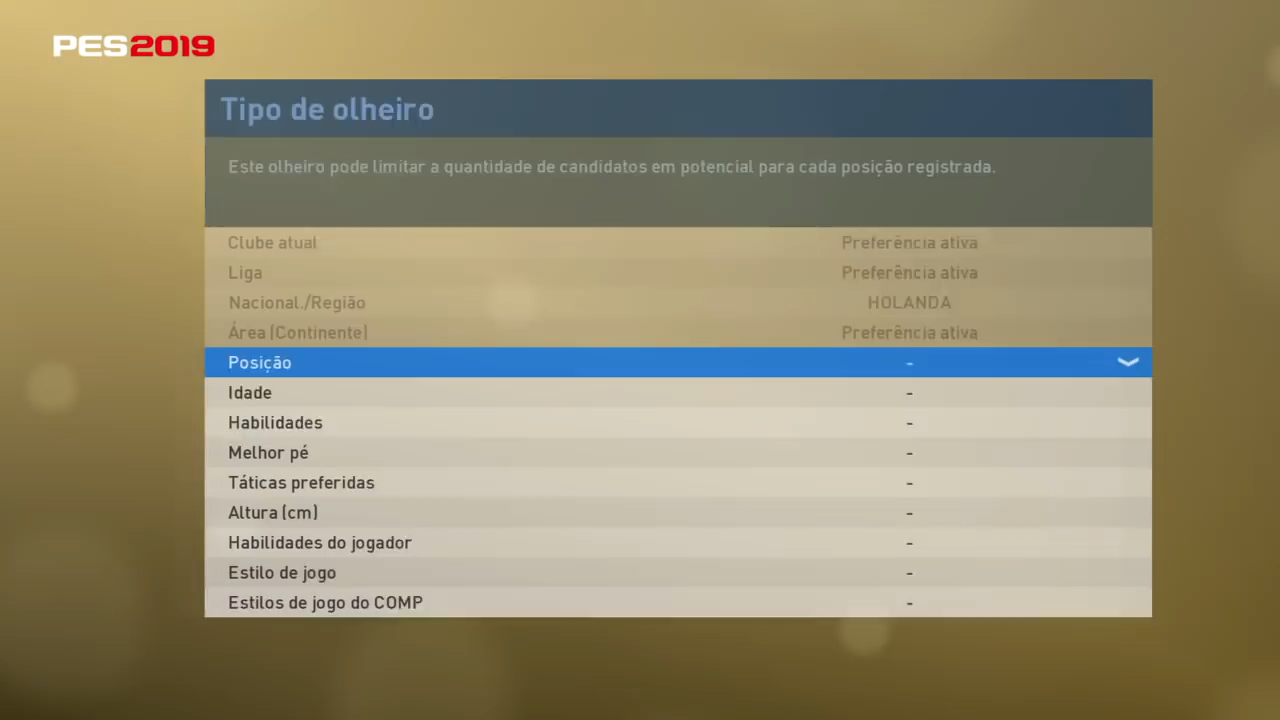 PES2019
Tipo de olheiro
Este olheiro pode limitar a quantidade de candidatos em potencial para cada posição registrada.
Clube atual Preferência ativa
Liga Preferência ativa
Nacional./Região HOLANDA
Área (Continente) Preferência ativa
Posição -
Idade -
Habilidades -
Melhor pé -
Táticas preferidas -
Altura (cm) -
Habilidades do jogador -
Estilo de jogo -
Estilos de jogo do COMP -